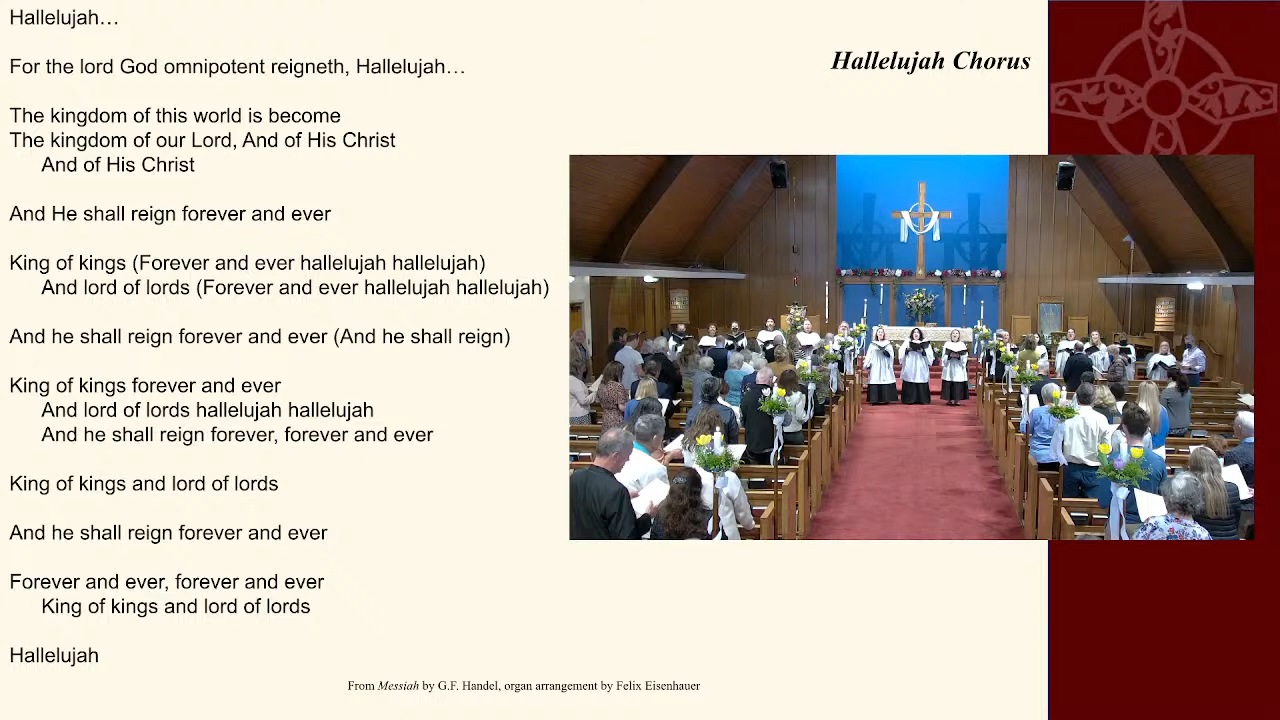 Hallelujah…
For the lord God omnipotent reigneth, Hallelujah…
The kingdom of this world is become
The kingdom of our Lord, And of His Christ
And of His Christ
And He shall reign forever and ever
King of kings (Forever and ever hallelujah hallelujah)
And lord of lords (Forever and ever hallelujah hallelujah)
And he shall reign forever and ever (And he shall reign)
King of kings forever and ever
And lord of lords hallelujah hallelujah
And he shall reign forever, forever and ever
King of kings and lord of lords
And he shall reign forever and ever
Forever and ever, forever and ever
King of kings and lord of lords
Hallelujah
Hallelujah Chorus
From Messiah by G.F. Handel, organ arrangement by Felix Eisenhauer